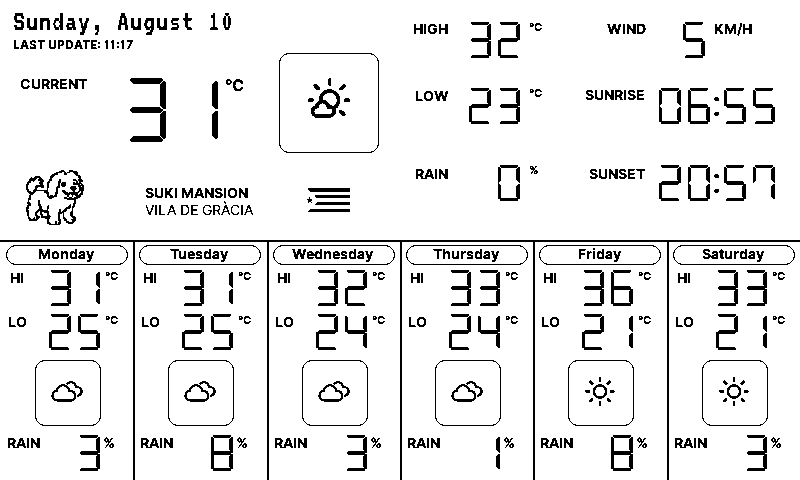 Sunday, August 10
LAST UPDATE: 11:17
CURRENT 31 °C
SUKI MANSION
VILA DE GRÀCIA
HIGH 32 °C
LOW 23 °C
RAIN 0 %
WIND 5 KM/H
SUNRISE 06:55
SUNSET 20:57
Monday
HI 31 °C
LO 25 °C
RAIN 3 %
Tuesday
HI 31 °C
LO 25 °C
RAIN 8 %
Wednesday
HI 32 °C
LO 24 °C
RAIN 3 %
Thursday
HI 33 °C
LO 24 °C
RAIN 1 %
Friday
HI 36 °C
LO 21 °C
RAIN 8 %
Saturday
HI 33 °C
LO 21 °C
RAIN 3 %